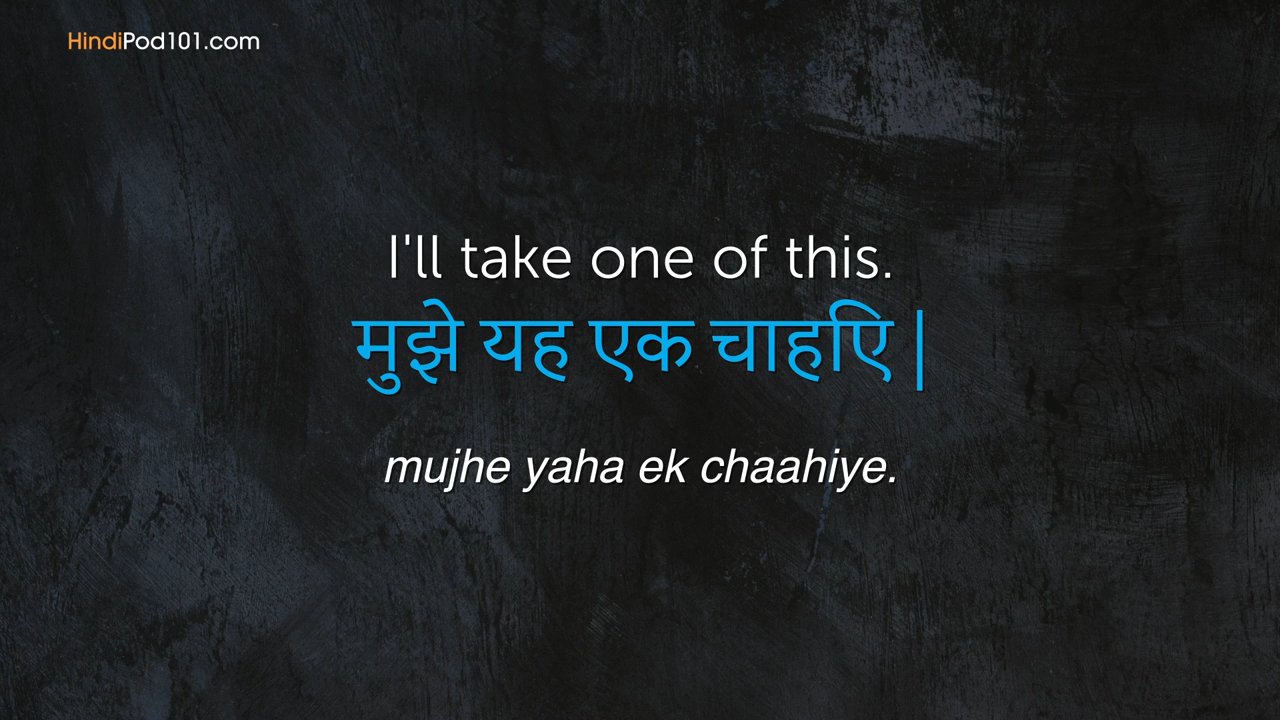 HindiPod101.com
I'll take one of this.
मुझे यह एक चाहिए |
mujhe yaha ek chaahiye.